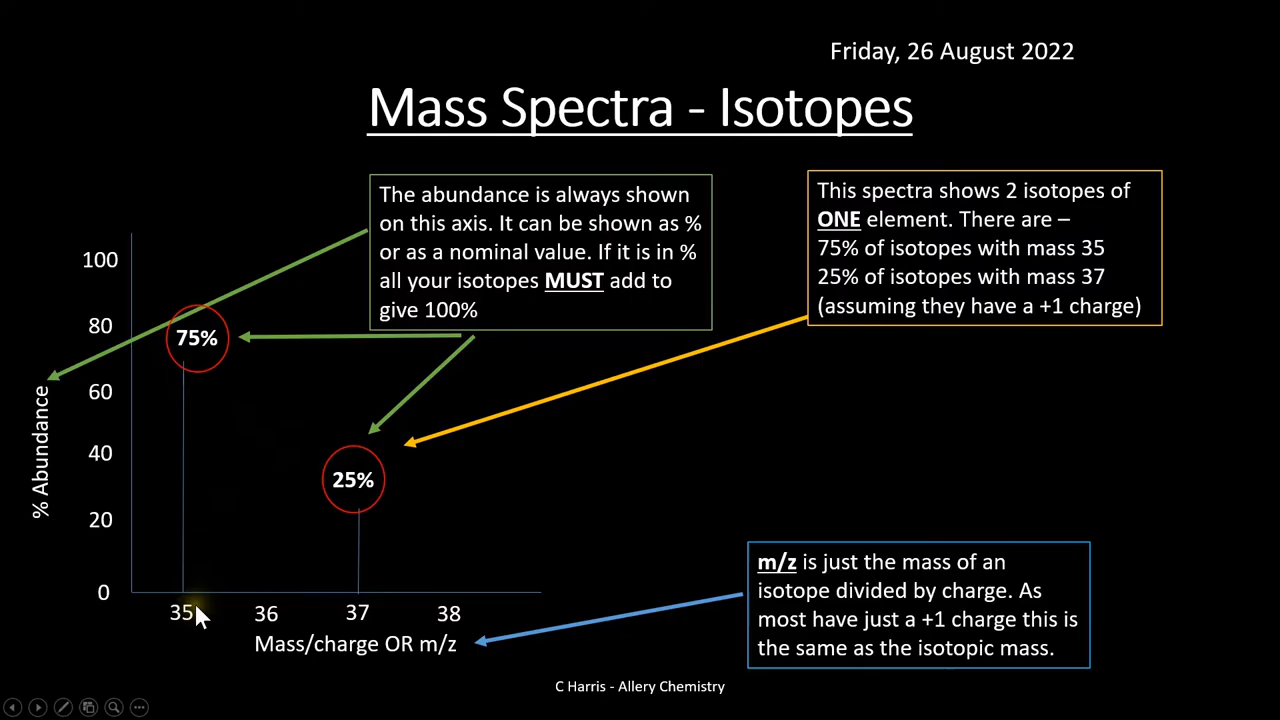 Friday, 26 August 2022
Mass Spectra - Isotopes
The abundance is always shown
on this axis. It can be shown as %
or as a nominal value. If it is in %
all your isotopes MUST add to
give 100%
This spectra shows 2 isotopes of
ONE element. There are –
75% of isotopes with mass 35
25% of isotopes with mass 37
(assuming they have a +1 charge)
% Abundance
100
80
60
40
20
0
75%
25%
35
36
37
38
Mass/charge OR m/z
m/z is just the mass of an
isotope divided by charge. As
most have just a +1 charge this is
the same as the isotopic mass.
C Harris - Allery Chemistry